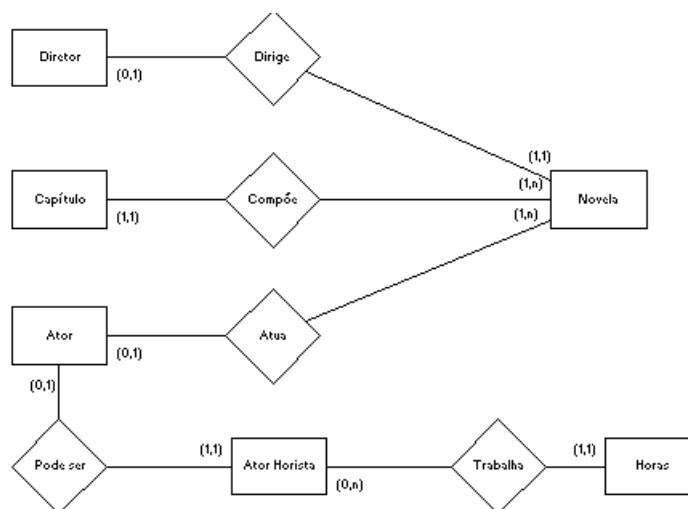 Diretor
Dirige
(0,1)
(1,1)
Capítulo
Compõe
(1,n)
Novela
(1,1)
(1,n)
Ator
Atua
(0,1)
(0,1)
Pode ser
(1,1)
Ator Horista
(0,n)
Trabalha
(1,1)
Horas